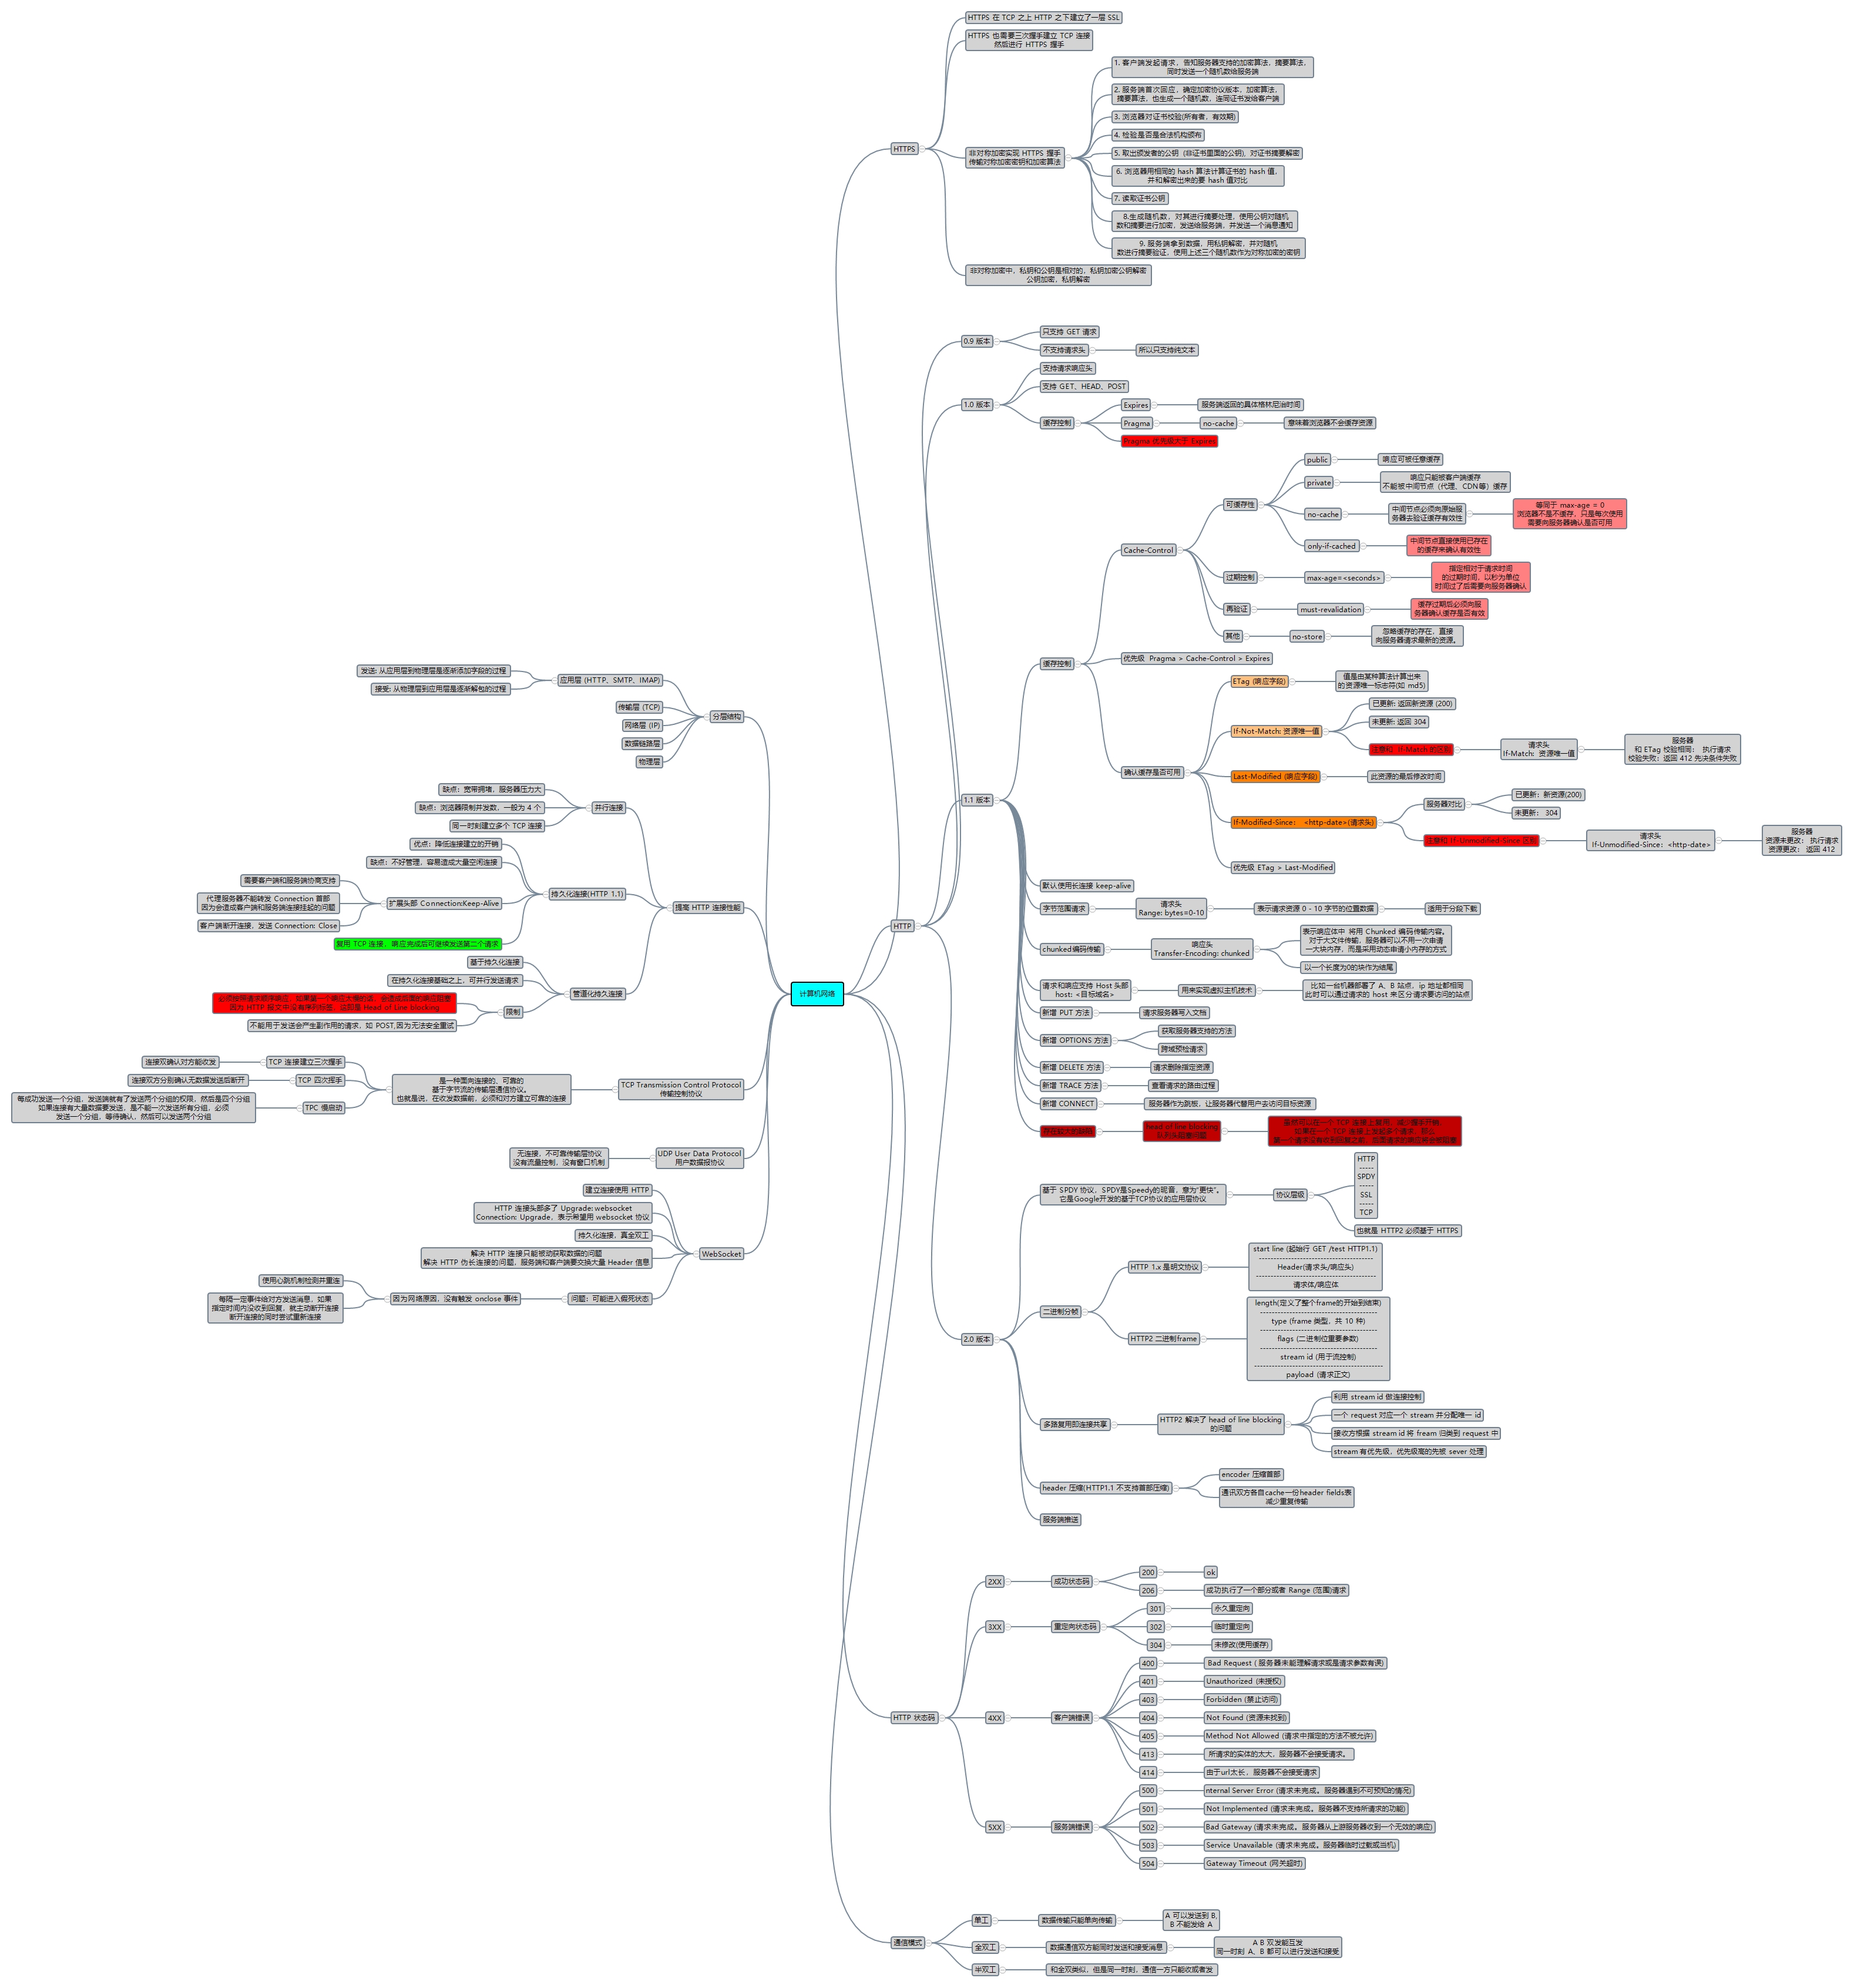 计算机网络
HTTPS
HTTPS 在 TCP 之上 HTTP 之下建立了一层 SSL
HTTPS 也需要三次握手建立 TCP 连接
然后进行 HTTPS 握手
非对称加密实现 HTTPS 握手
传输对称加密密钥和加密算法
1. 客户端发起请求，告知服务器支持的加密算法，摘要算法，
同时发送一个随机数给服务端
2. 服务端首次回应，确定加密协议版本，加密算法，
摘要算法，也生成一个随机数，连同证书发给客户端
3. 浏览器对证书校验(所有者，有效期)
4. 检验是否是合法机构颁布
5. 取出颁发者的公钥（非证书里面的公钥)，对证书摘要解密
6. 浏览器用相同的 hash 算法计算证书的 hash 值，
并和解密出来的要 hash 值对比
7. 读取证书公钥
8.生成随机数，对其进行摘要处理，使用公钥对随机
数和摘要进行加密，发送给服务端，并发送一个消息通知
9. 服务端拿到数据，用私钥解密，并对随机
数进行摘要验证，使用上述三个随机数作为对称加密的密钥
非对称加密中，私钥和公钥是相对的，私钥加密公钥解密
公钥加密，私钥解密
HTTP
0.9 版本
只支持 GET 请求
不支持请求头
所以只支持纯文本
1.0 版本
支持请求响应头
支持 GET、HEAD、POST
缓存控制
Expires
服务端返回的具体格林尼治时间
Pragma
no-cache
意味着浏览器不会缓存资源
Pragma 优先级大于 Expires
1.1 版本
缓存控制
Cache-Control
可缓存性
public
响应可被任意缓存
private
响应只能被客户端缓存
不能被中间节点（代理、CDN等）缓存
no-cache
中间节点必须向原始服
务器去验证缓存有效性
等同于 max-age = 0
浏览器不是不缓存，只是每次使用
需要向服务器确认是否可用
only-if-cached
中间节点直接使用已存在
的缓存来确认有效性
过期控制
max-age=<seconds>
指定相对于请求时间
的过期时间，以秒为单位
时间过了后需要向服务器确认
再验证
must-revalidation
缓存过期后必须向服
务器确认缓存是否有效
其他
no-store
忽略缓存的存在，直接
向服务器请求最新的资源。
优先级 Pragma > Cache-Control > Expires
确认缓存是否可用
ETag (响应字段)
值是由某种算法计算出来
的资源唯一标志符(如 md5)
If-Not-Match: 资源唯一值
已更新: 返回新资源 (200)
未更新: 返回 304
注意和 If-Match 的区别
请求头
If-Match: 资源唯一值
服务器
和 ETag 校验相同： 执行请求
校验失败：返回 412 先决条件失败
Last-Modified (响应字段)
此资源的最后修改时间
If-Modified-Since: <http-date>(请求头)
服务器对比
已更新：新资源(200)
未更新： 304
注意和 If-Unmodified-Since 区别
请求头
If-Unmodified-Since：<http-date>
服务器
资源未更改： 执行请求
资源更改： 返回 412
优先级 ETag > Last-Modified
默认使用长连接 keep-alive
字节范围请求
请求头
Range: bytes=0-10
表示请求资源 0 - 10 字节的位置数据
适用于分段下载
chunked编码传输
响应头
Transfer-Encoding: chunked
表示响应体中 将用 Chunked 编码传输内容。
对于大文件传输，服务器可以不用一次申请
一大块内存，而是采用动态申请小内存的方式
以一个长度为0的块作为结尾
请求和响应支持 Host 头部
host: <目标域名>
用来实现虚拟主机技术
比如一台机器部署了 A，B 站点，ip 地址都相同
此时可以通过请求的 host 来区分请求要访问的站点
新增 PUT 方法
请求服务器写入文档
新增 OPTIONS 方法
获取服务器支持的方法
跨域预检请求
新增 DELETE 方法
请求删除指定资源
新增 TRACE 方法
查看请求的路由过程
新增 CONNECT
服务器作为跳板，让服务器代替用户去访问目标资源
head of line blocking
队列头阻塞问题
2.0 版本
基于 SPDY 协议，SPDY是Speedy的昵音，意为“更快”。
它是Google开发的基于TCP协议的应用层协议
协议层级
HTTP
-----
SPDY
-----
SSL
-----
TCP
也就是 HTTP2 必须基于 HTTPS
二进制分帧
HTTP 1.x 是明文协议
start line (起始行 GET /test HTTP1.1)
Header(请求头/响应头)
请求体/响应体
HTTP2 二进制frame
length(定义了整个frame的开始到结束)
type (frame 类型，共 10 种)
flags (二进制位重要参数)
stream id (用于流控制)
payload (请求正文)
多路复用即连接共享
HTTP2 解决了 head of line blocking
的问题
利用 stream id 做连接控制
一个 request 对应一个 stream 并分配唯一 id
接收方根据 stream id 将 fream 归类到 request 中
stream 有优先级，优先级高的先被 sever 处理
header 压缩(HTTP1.1 不支持首部压缩)
encoder 压缩首部
通讯双方各自cache一份header fields表
减少重复传输
服务端推送
HTTP 状态码
2XX
成功状态码
200
ok
206
成功执行了一个部分或者 Range (范围)请求
3XX
重定向状态码
301
永久重定向
302
临时重定向
304
未修改(使用缓存)
4XX
客户端错误
400
Bad Request ( 服务器未能理解请求或是请求参数有误)
401
Unauthorized (未授权)
403
Forbidden (禁止访问)
404
Not Found (资源未找到)
405
Method Not Allowed (请求中指定的方法不被允许)
413
所请求的实体的太大，服务器不会接受请求。
414
由于url太长，服务器不会接受请求
5XX
服务端错误
500
nternal Server Error (请求未完成。服务器遇到不可预知的情况)
501
Not Implemented (请求未完成。服务器不支持所请求的功能)
502
Bad Gateway (请求未完成。服务器从上游服务器收到一个无效的响应)
503
Service Unavailable (请求未完成。服务器临时过载或当机)
504
Gateway Timeout (网关超时)
通信模式
单工
数据传输只能单向传输
A 可以发送到 B,
B 不能发给 A
全双工
数据通信双方能同时发送和接受消息
A B 双发能互发
同一时刻 A，B 都可以进行发送和接受
半双工
和全双类似，但是同一时刻，通信一方只能收或者发
分层结构
应用层 (HTTP、SMTP、IMAP)
发送: 从应用层到物理层是逐渐添加字段的过程
接受: 从物理层到应用层是逐渐解包的过程
传输层 (TCP)
网络层 (IP)
数据链路层
物理层
提高 HTTP 连接性能
并行连接
缺点：宽带拥堵，服务器压力大
缺点：浏览器限制并发数，一般为 4 个
同一时刻建立多个 TCP 连接
持久化连接(HTTP 1.1)
优点：降低连接建立的开销
缺点：不好管理，容易造成大量空闲连接
扩展头部 Connection:Keep-Alive
需要客户端和服务端协商支持
代理服务器不能转发 Connection 首部
因为会造成客户端和服务端连接挂起的问题
客户端断开连接，发送 Connection: Close
复用 TCP 连接，响应完成后可继续发送第二个请求
管道化持久连接
基于持久化连接
在持久化连接基础之上，可并行发送请求
限制
必须按照请求顺序响应，如果第一个响应太慢的话，会造成后面的响应阻塞
因为 HTTP 报文中没有序列标签，这即是 Head of Line blocking
不能用于发送会产生副作用的请求，如 POST,因为无法安全重试
TCP Transmission Control Protocol
传输控制协议
是一种面向连接的、可靠的
基于字节流的传输层通信协议。
也就是说，在收发数据前，必须和对方建立可靠的连接
TCP 连接建立三次握手
连接双确认对方能收发
TCP 四次挥手
连接双方分别确认无数据发送后断开
TPC 慢启动
每成功发送一个分组，发送端就有了发送两个分组的权限，然后是四个分组
如果连接有大量数据要发送，是不能一次发送所有分组，必须
发送一个分组，等待确认，然后可以发送两个分组
UDP User Data Protocol
用户数据报协议
无连接，不可靠传输层协议
没有流量控制，没有窗口机制
WebSocket
建立连接使用 HTTP
HTTP 连接头部多了 Upgrade: websocket
Connection: Upgrade，表示希望用 websocket 协议
持久化连接，真全双工
解决 HTTP 连接只能被动获取数据的问题
解决 HTTP 伪长连接的问题，服务端和客户端要交换大量 Header 信息
问题：可能进入假死状态
因为网络原因，没有触发 onclose 事件
使用心跳机制检测并重连
每隔一定事件给对方发送消息，如果
指定时间内没收到回复，就主动断开连接
断开连接的同时尝试重新连接